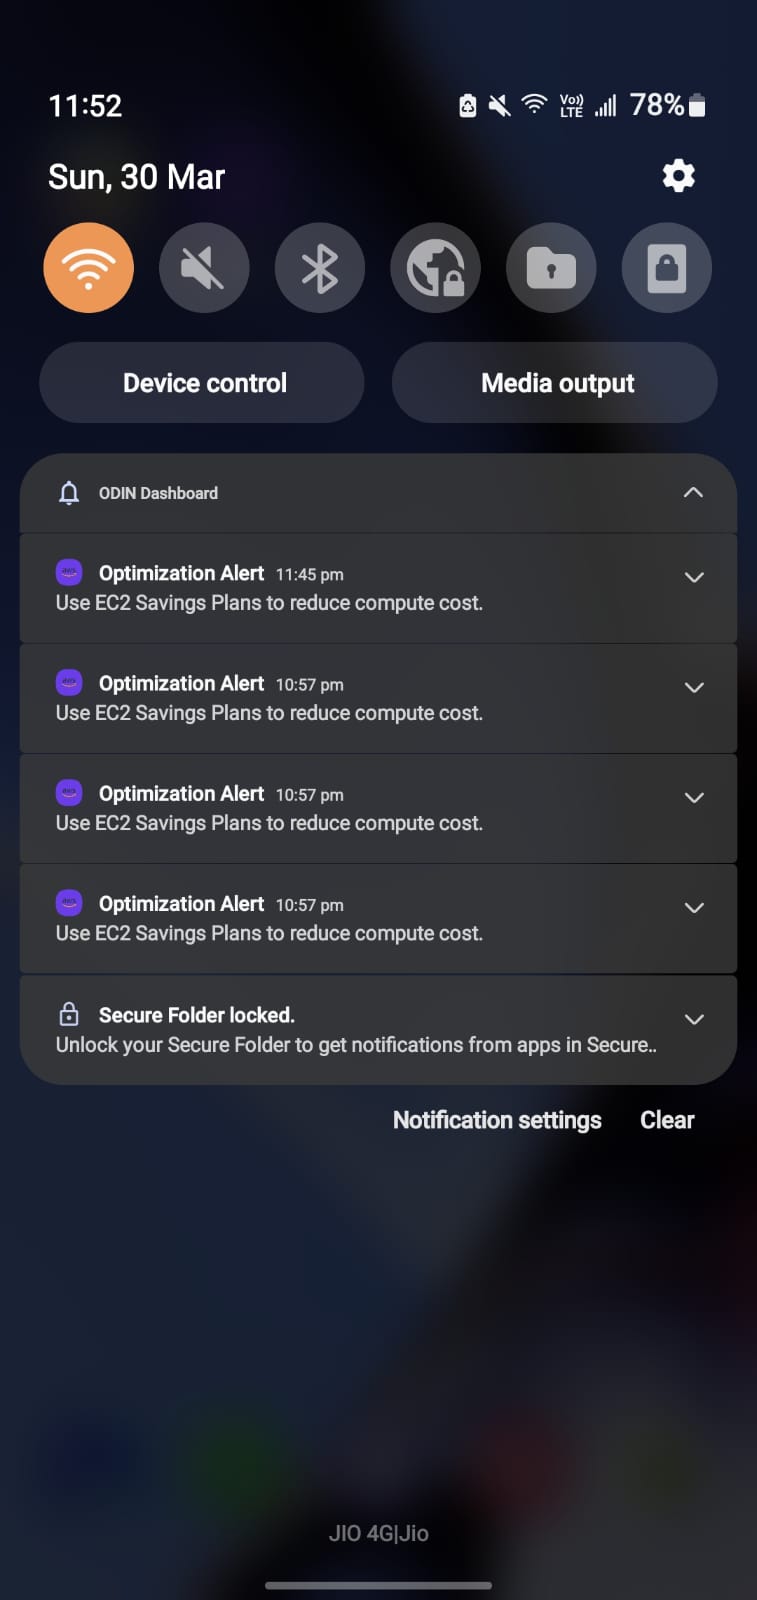 11:52
Vo))
LTE
78%
Sun, 30 Mar
Device control
Media output
ODIN Dashboard
aws
Optimization Alert 11:45 pm
Use EC2 Savings Plans to reduce compute cost.
aws
Optimization Alert 10:57 pm
Use EC2 Savings Plans to reduce compute cost.
aws
Optimization Alert 10:57 pm
Use EC2 Savings Plans to reduce compute cost.
aws
Optimization Alert 10:57 pm
Use EC2 Savings Plans to reduce compute cost.
Secure Folder locked.
Unlock your Secure Folder to get notifications from apps in Secure..
Notification settings
Clear
JIO 4G|Jio